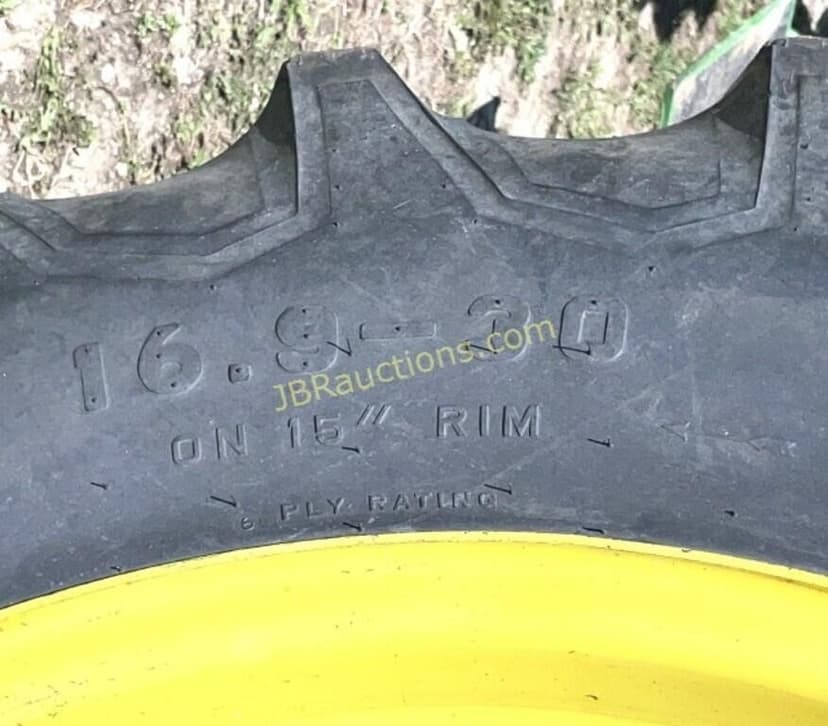 16.9-30
JBRauctions.com
ON 15" RIM
6 PLY RATING